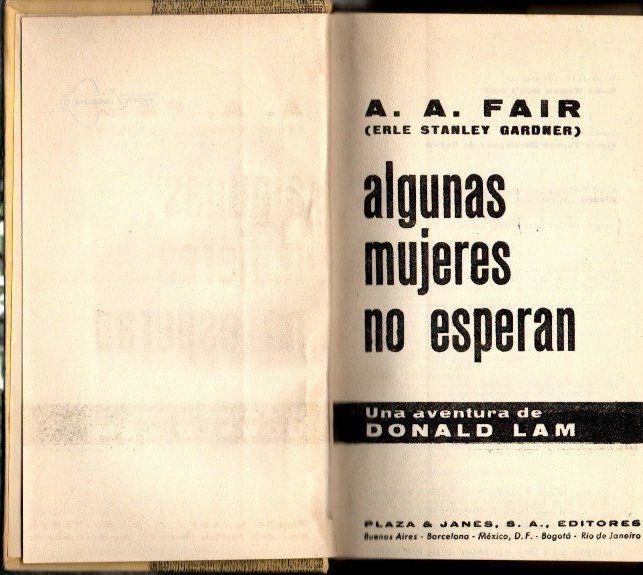 A. A. FAIR
(ERLE STANLEY GARDNER)
algunas
mujeres
no esperan
Una aventura de
DONALD LAM
PLAZA & JANES, S. A., EDITORES
Buenos Aires - Barcelona - México, D. F. - Bogotá - Rio de Janeiro